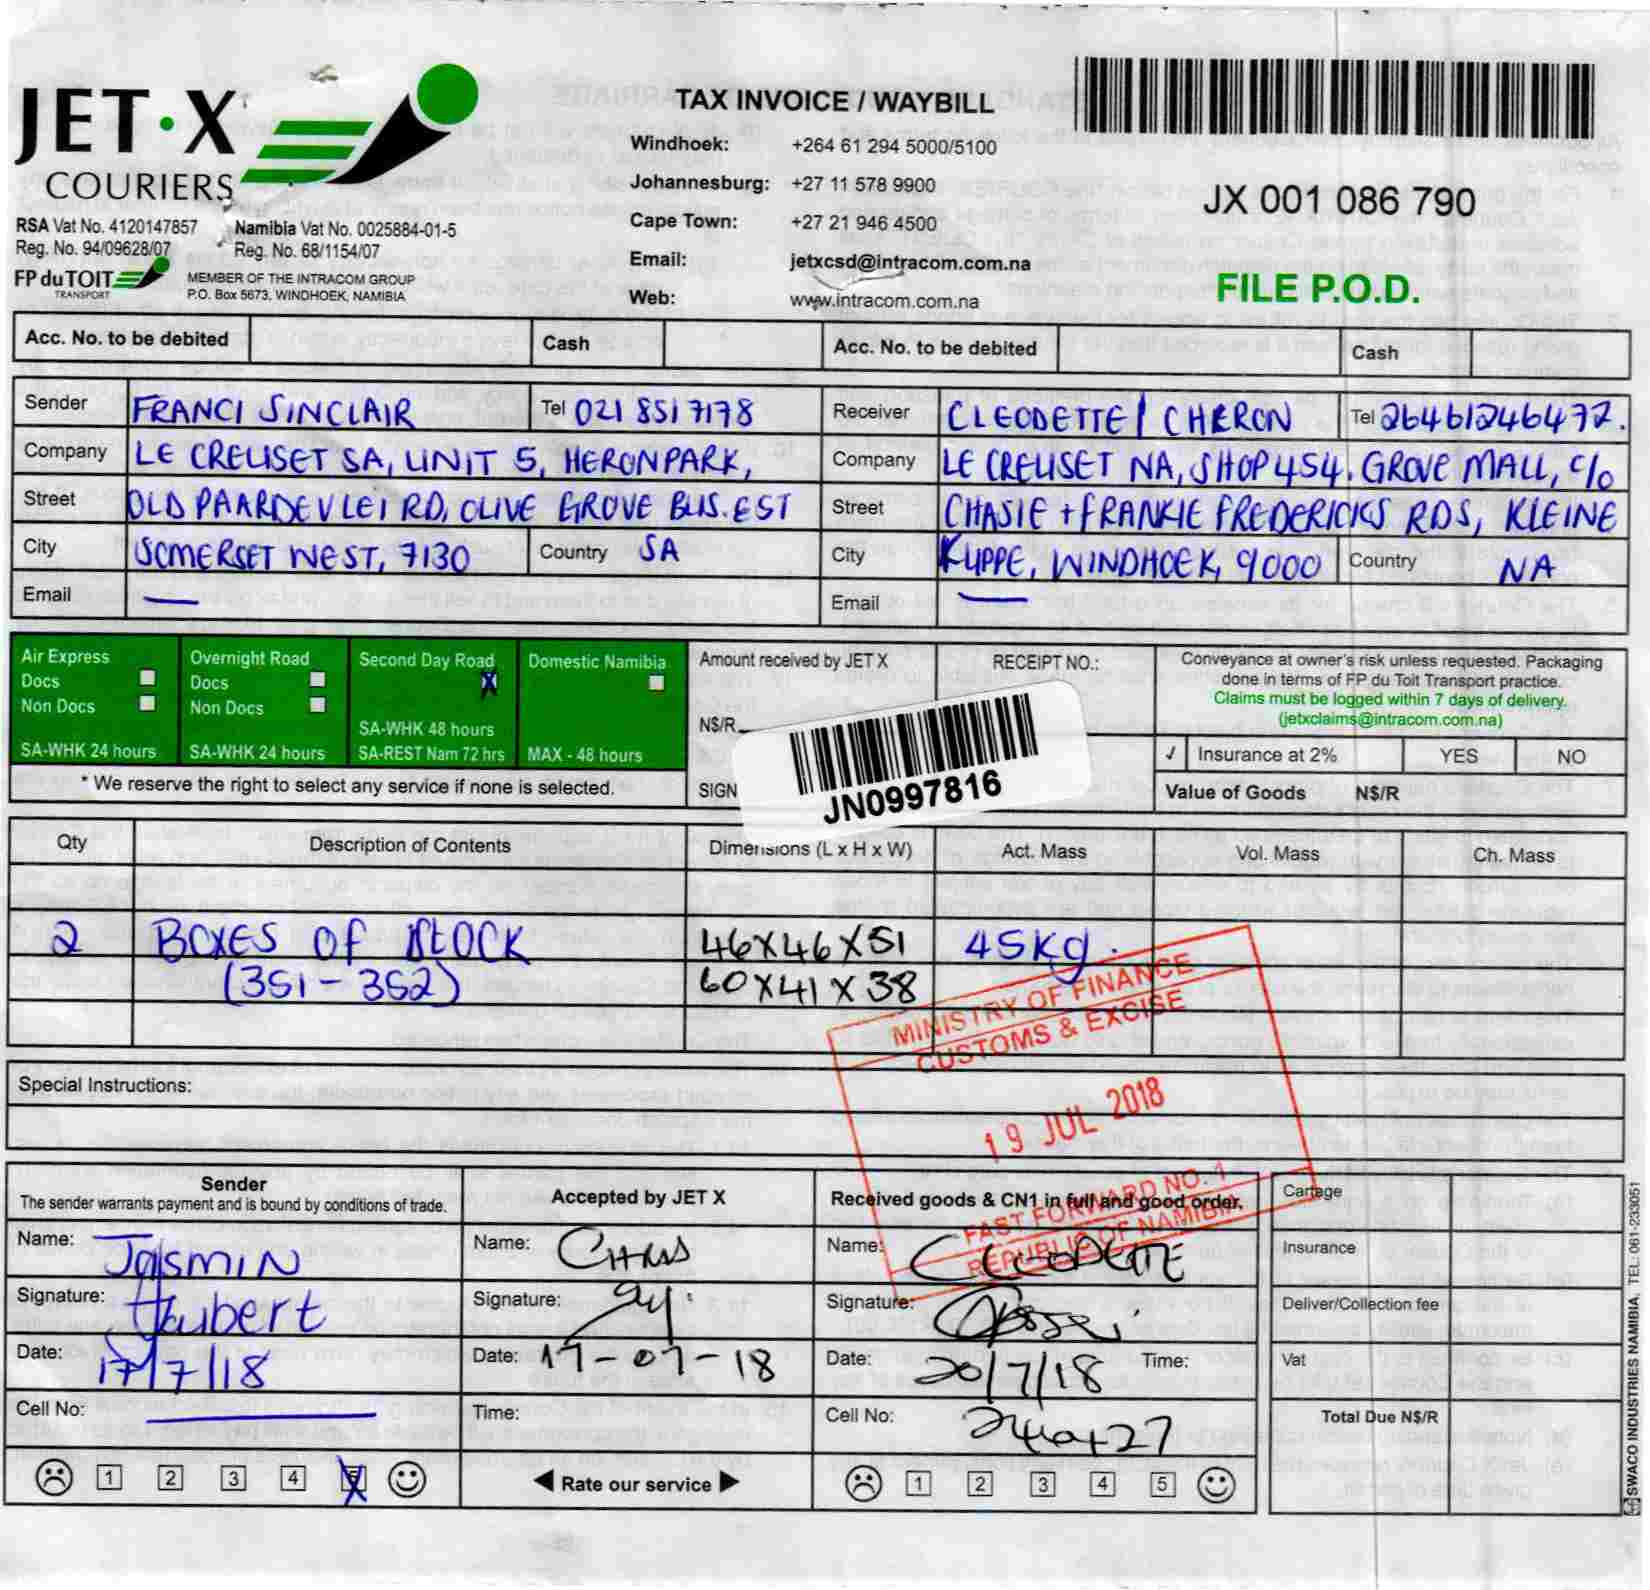 JET·X
COURIERS
RSA Vat No. 4120147857
Reg. No. 94/09628/07
Namibia Vat No. 0025884-01-5
Reg. No. 68/1154/07
FP du TOIT
TRANSPORT
MEMBER OF THE INTRACOM GROUP
P.O. Box 5673, WINDHOEK, NAMIBIA
TAX INVOICE / WAYBILL
Windhoek: +264 61 294 5000/5100
Johannesburg: +27 11 578 9900
Cape Town: +27 21 946 4500
Email: jetxcsd@intracom.com.na
Web: www.intracom.com.na
JX 001 086 790
FILE P.O.D.
Acc. No. to be debited Cash Acc. No. to be debited Cash
Sender FRANCI SINCLAIR Tel 021 8517178
Company LE CREUSET SA, UNIT 5, HERONPARK,
Street OLD PAARDEVLEI RD, OLIVE GROVE BUS. EST
City SOMERSET WEST, 7130 Country SA
Email —
Receiver CLEODETTE / CHERON Tel 26461246472.
Company LE CREUSET NA, SHOP 454, GROVE MALL, c/o
Street CHASIE + FRANKIE FREDERICKS RDS, KLEINE
City KUPPE, WINDHOEK, 9000 Country NA
Email —
Air Express
Docs
Non Docs
SA-WHK 24 hours
Overnight Road
Docs
Non Docs
SA-WHK 24 hours
Second Day Road
X
SA-WHK 48 hours
SA-REST Nam 72 hrs
Domestic Namibia
MAX - 48 hours
* We reserve the right to select any service if none is selected.
Amount received by JET X
N$/R
SIGN
RECEIPT NO.:
JN0997816
Conveyance at owner's risk unless requested. Packaging
done in terms of FP du Toit Transport practice.
Claims must be logged within 7 days of delivery.
(jetxclaims@intracom.com.na)
✓ Insurance at 2% YES NO
Value of Goods N$/R
Qty Description of Contents Dimensions (L x H x W) Act. Mass Vol. Mass Ch. Mass
2 BOXES OF STOCK 46X46X51 45Kg.
(351 - 352) 60X41X38
MINISTRY OF FINANCE
CUSTOMS & EXCISE
19 JUL 2018
FAST FORWARD NO. 1
REPUBLIC OF NAMIBIA
Special Instructions:
Sender
The sender warrants payment and is bound by conditions of trade.
Name: Jasmin
Signature: Haubert
Date: 17/7/18
Cell No: —
1 2 3 4 5
Accepted by JET X
Name: CHRIS
Signature:
Date: 17-07-18
Time:
Rate our service
Received goods & CN1 in full and good order.
Name: CLEODETTE
Signature:
Date: 20/7/18 Time:
Cell No:
1 2 3 4 5
Cartage
Insurance
Deliver/Collection fee
Vat
Total Due N$/R
SWACO INDUSTRIES NAMIBIA, TEL: 061-233051